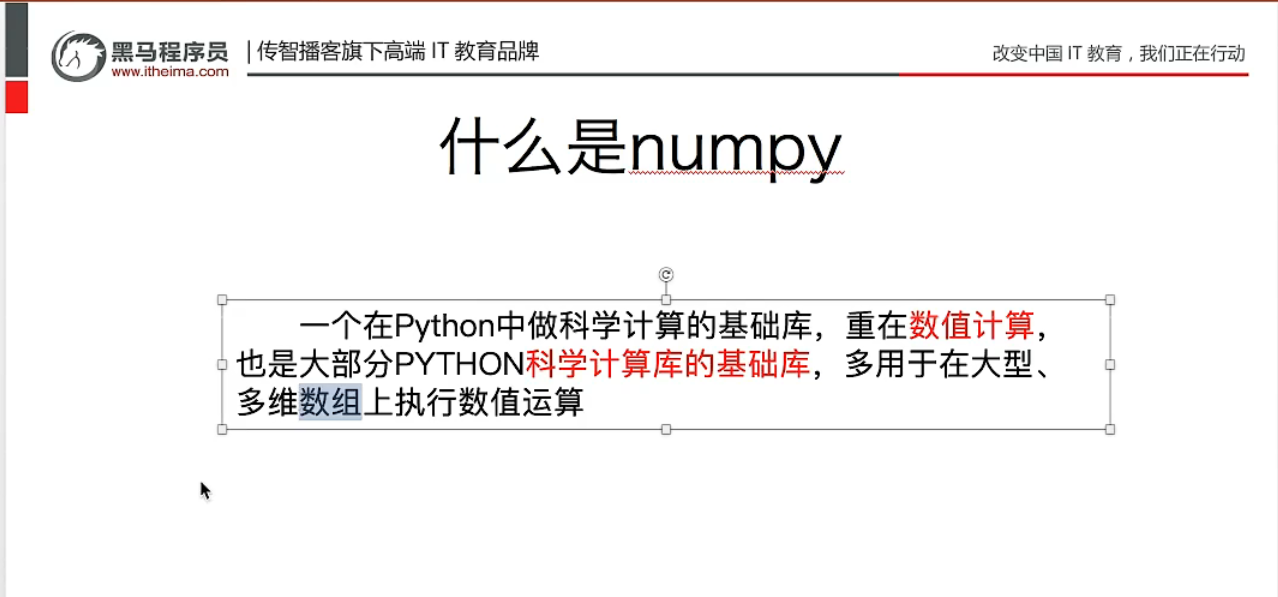 黑马程序员
www.itheima.com
传智播客旗下高端 IT 教育品牌
改变中国 IT 教育，我们正在行动
什么是numpy
一个在Python中做科学计算的基础库，重在数值计算，
也是大部分PYTHON科学计算库的基础库，多用于在大型、
多维数组上执行数值运算